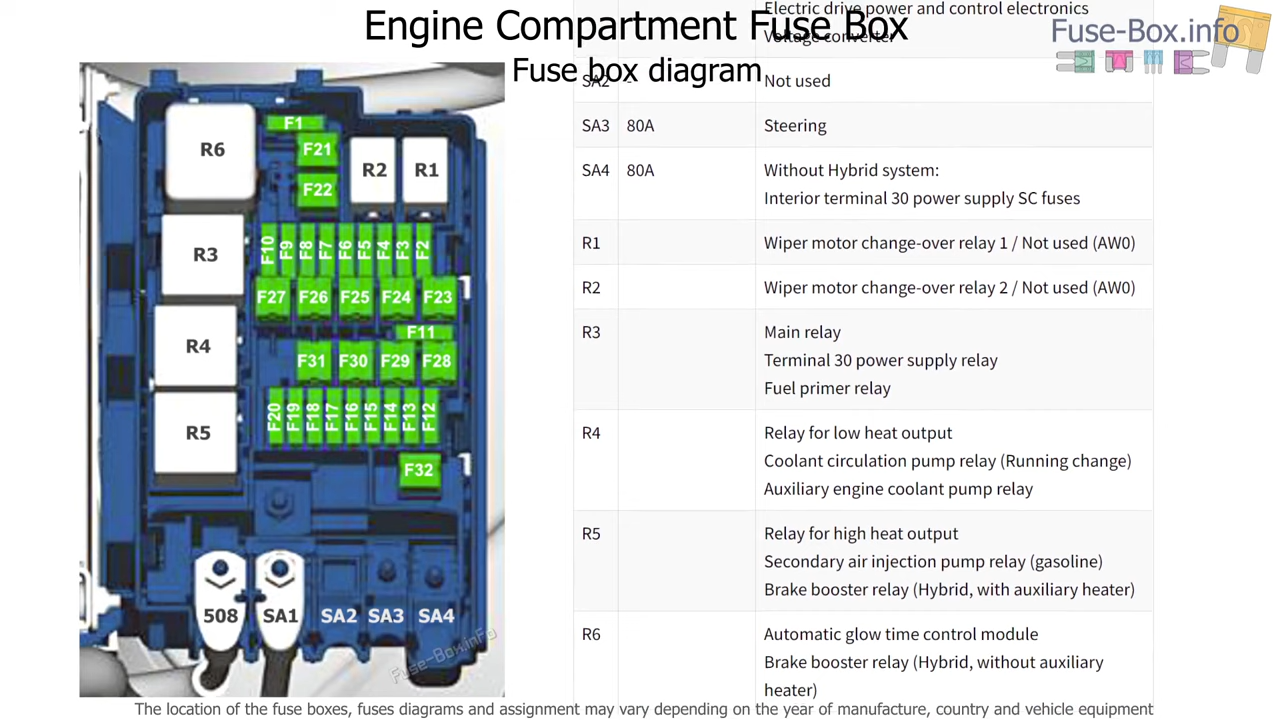 Engine Compartment Fuse Box
Fuse box diagram
Fuse-Box.info
R6
F1
F21
F22
R2
R1
R3
F10
F9
F8
F7
F6
F5
F4
F3
F2
F27
F26
F25
F24
F23
F11
R4
F31
F30
F29
F28
R5
F20
F19
F18
F17
F16
F15
F14
F13
F12
F32
508
SA1
SA2
SA3
SA4
Fuse-Box.inFo
Electric drive power and control electronics
Voltage converter
SA2 - Not used
SA3 80A Steering
SA4 80A Without Hybrid system:
Interior terminal 30 power supply SC fuses
R1 Wiper motor change-over relay 1 / Not used (AW0)
R2 Wiper motor change-over relay 2 / Not used (AW0)
R3 Main relay
Terminal 30 power supply relay
Fuel primer relay
R4 Relay for low heat output
Coolant circulation pump relay (Running change)
Auxiliary engine coolant pump relay
R5 Relay for high heat output
Secondary air injection pump relay (gasoline)
Brake booster relay (Hybrid, with auxiliary heater)
R6 Automatic glow time control module
Brake booster relay (Hybrid, without auxiliary
heater)
The location of the fuse boxes, fuses diagrams and assignment may vary depending on the year of manufacture, country and vehicle equipment